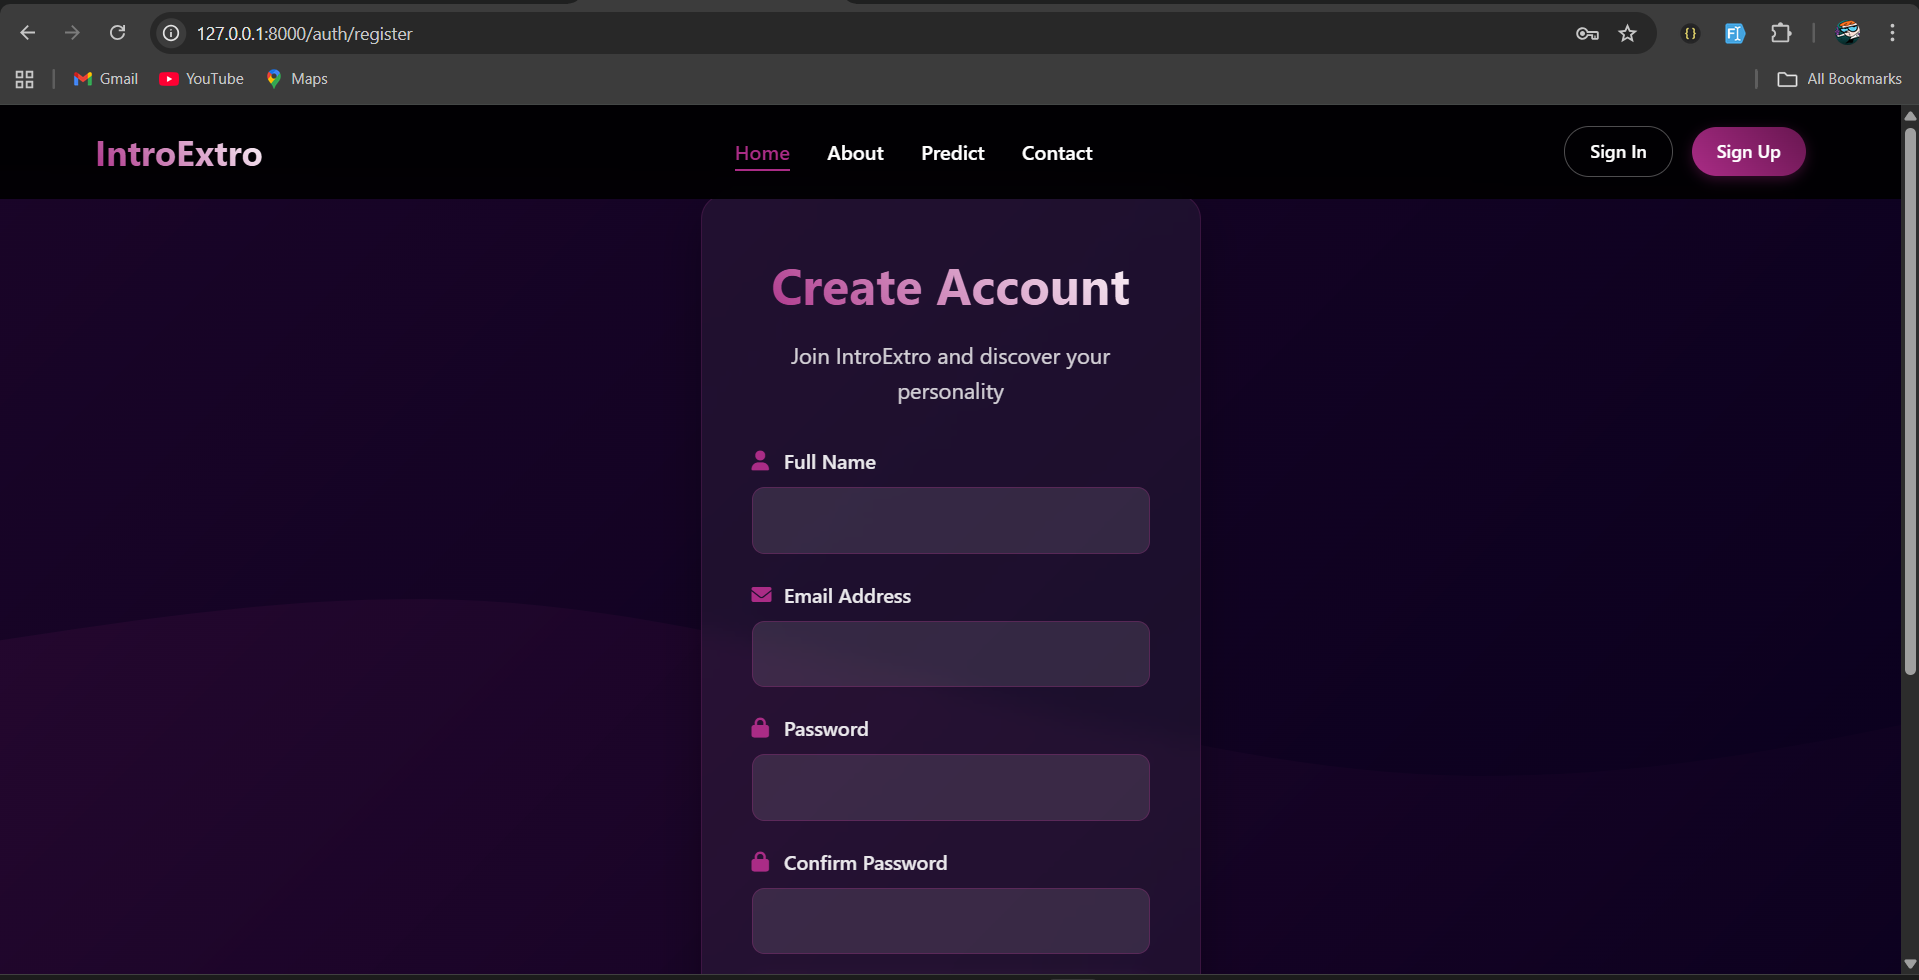 127.0.0.1:8000/auth/register
Gmail YouTube Maps All Bookmarks
IntroExtro Home About Predict Contact Sign In Sign Up
Create Account
Join IntroExtro and discover your
personality
Full Name
Email Address
Password
Confirm Password